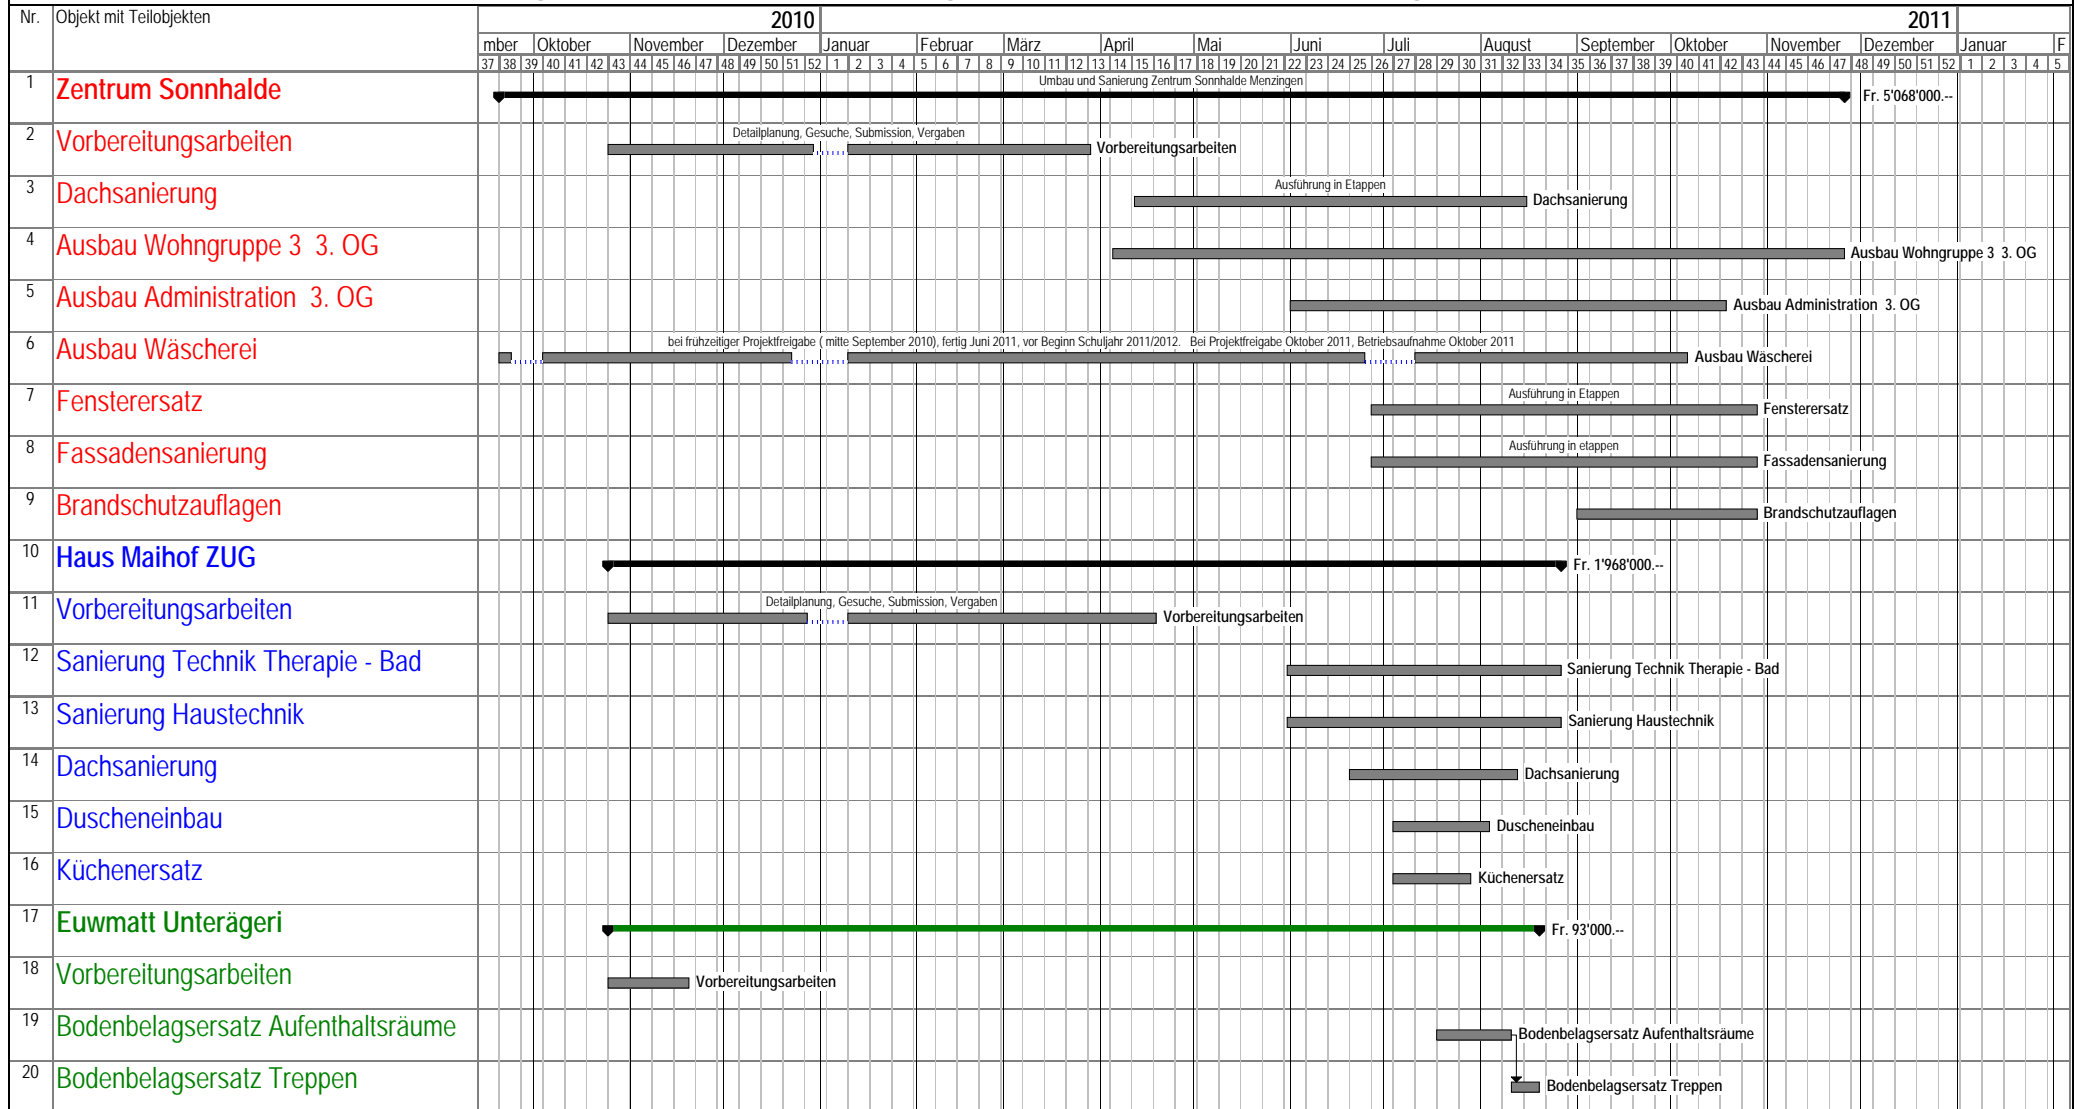 Nr. Objekt mit Teilobjekten 2010 2011
mber Oktober November Dezember Januar Februar März April Mai Juni Juli August September Oktober November Dezember Januar F
37 38 39 40 41 42 43 44 45 46 47 48 49 50 51 52 1 2 3 4 5 6 7 8 9 10 11 12 13 14 15 16 17 18 19 20 21 22 23 24 25 26 27 28 29 30 31 32 33 34 35 36 37 38 39 40 41 42 43 44 45 46 47 48 49 50 51 52 1 2 3 4 5
1 Zentrum Sonnhalde Umbau und Sanierung Zentrum Sonnhalde Menzingen Fr. 5'068'000.--
2 Vorbereitungsarbeiten Detailplanung, Gesuche, Submission, Vergaben Vorbereitungsarbeiten
3 Dachsanierung Ausführung in Etappen Dachsanierung
4 Ausbau Wohngruppe 3 3. OG Ausbau Wohngruppe 3 3. OG
5 Ausbau Administration 3. OG Ausbau Administration 3. OG
6 Ausbau Wäscherei bei frühzeitiger Projektfreigabe ( mitte September 2010), fertig Juni 2011, vor Beginn Schuljahr 2011/2012. Bei Projektfreigabe Oktober 2011, Betriebsaufnahme Oktober 2011 Ausbau Wäscherei
7 Fensterersatz Ausführung in Etappen Fensterersatz
8 Fassadensanierung Ausführung in etappen Fassadensanierung
9 Brandschutzauflagen Brandschutzauflagen
10 Haus Maihof ZUG Fr. 1'968'000.--
11 Vorbereitungsarbeiten Detailplanung, Gesuche, Submission, Vergaben Vorbereitungsarbeiten
12 Sanierung Technik Therapie - Bad Sanierung Technik Therapie - Bad
13 Sanierung Haustechnik Sanierung Haustechnik
14 Dachsanierung Dachsanierung
15 Duscheneinbau Duscheneinbau
16 Küchenersatz Küchenersatz
17 Euwmatt Unterägeri Fr. 93'000.--
18 Vorbereitungsarbeiten Vorbereitungsarbeiten
19 Bodenbelagsersatz Aufenthaltsräume Bodenbelagsersatz Aufenthaltsräume
20 Bodenbelagsersatz Treppen Bodenbelagsersatz Treppen